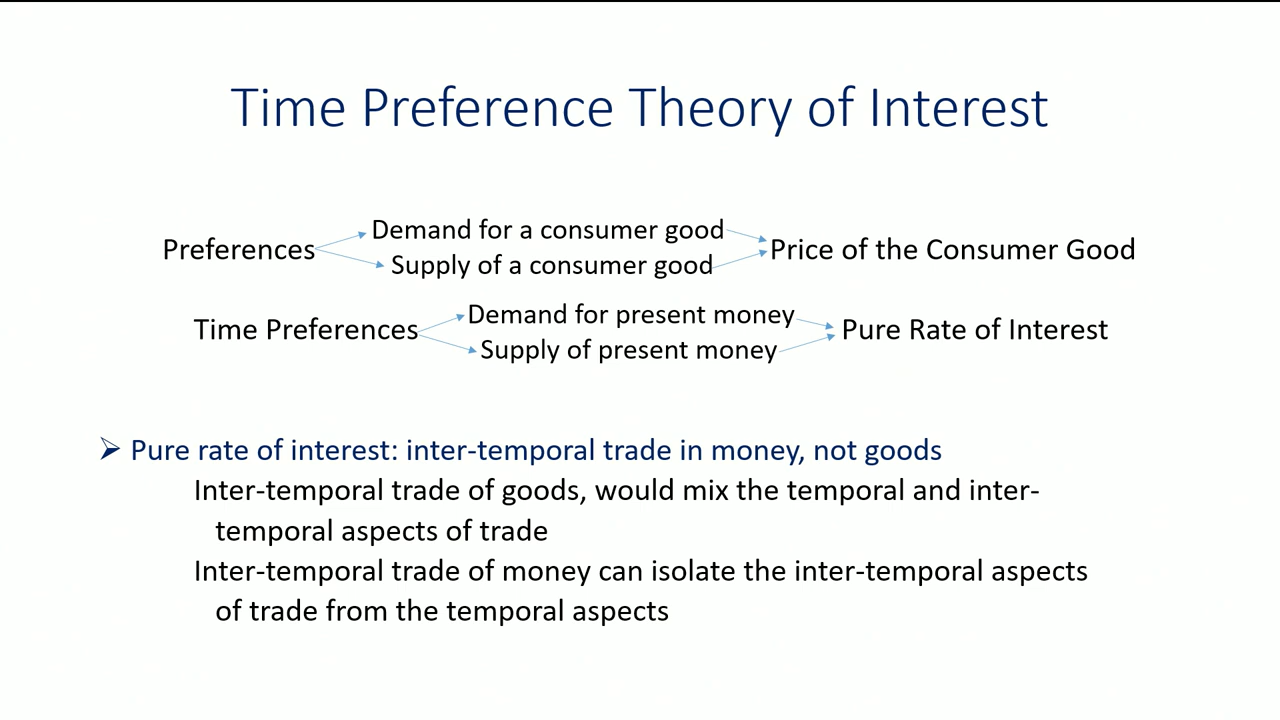 Time Preference Theory of Interest
Demand for a consumer good
Preferences
Price of the Consumer Good
Supply of a consumer good
Demand for present money
Time Preferences
Pure Rate of Interest
Supply of present money
➢ Pure rate of interest: inter-temporal trade in money, not goods
Inter-temporal trade of goods, would mix the temporal and inter-
temporal aspects of trade
Inter-temporal trade of money can isolate the inter-temporal aspects
of trade from the temporal aspects